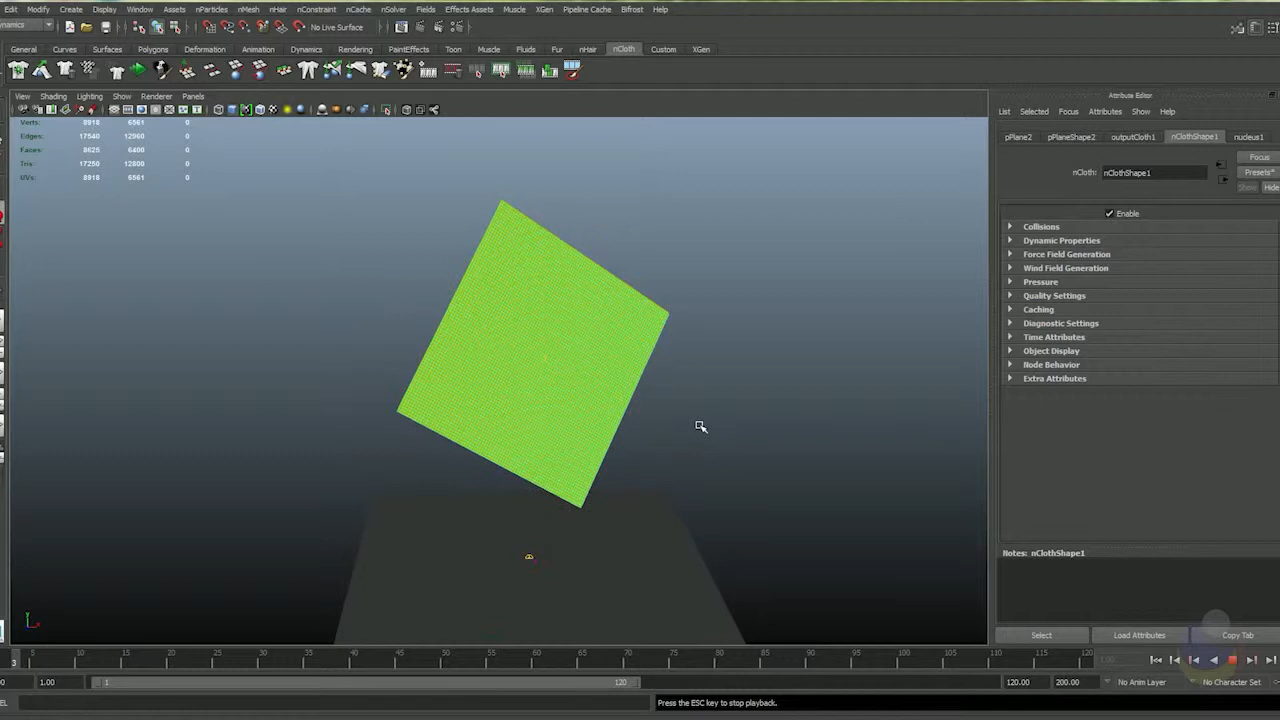 Edit Modify Create Display Window Assets nParticles nMesh nHair nConstraint nCache nSolver Fields Effects Assets Muscle XGen Pipeline Cache Bifrost Help
No Live Surface
General Curves Surfaces Polygons Deformation Animation Dynamics Rendering PaintEffects Toon Muscle Fluids Fur nHair nCloth Custom XGen
View Shading Lighting Show Renderer Panels
Attribute Editor
List Selected Focus Attributes Show Help
Verts: 8918 6561 0
Edges: 17540 12960 0
Faces: 8625 6400 0
Tris: 17250 12800 0
UVs: 8918 6561 0
pPlane2 pPlaneShape2 outputCloth1 nClothShape1 nucleus1
Focus
nCloth: nClothShape1
Presets*
Show Hide
Enable
Collisions
Dynamic Properties
Force Field Generation
Wind Field Generation
Pressure
Quality Settings
Caching
Diagnostic Settings
Time Attributes
Object Display
Node Behavior
Extra Attributes
Notes: nClothShape1
Select Load Attributes Copy Tab
3 5 10 15 20 25 30 35 40 45 50 55 60 65 70 75 80 85 90 95 100 105 110 115 120
1.00
1.00 1 120 120.00 200.00 No Anim Layer No Character Set
Press the ESC key to stop playback.